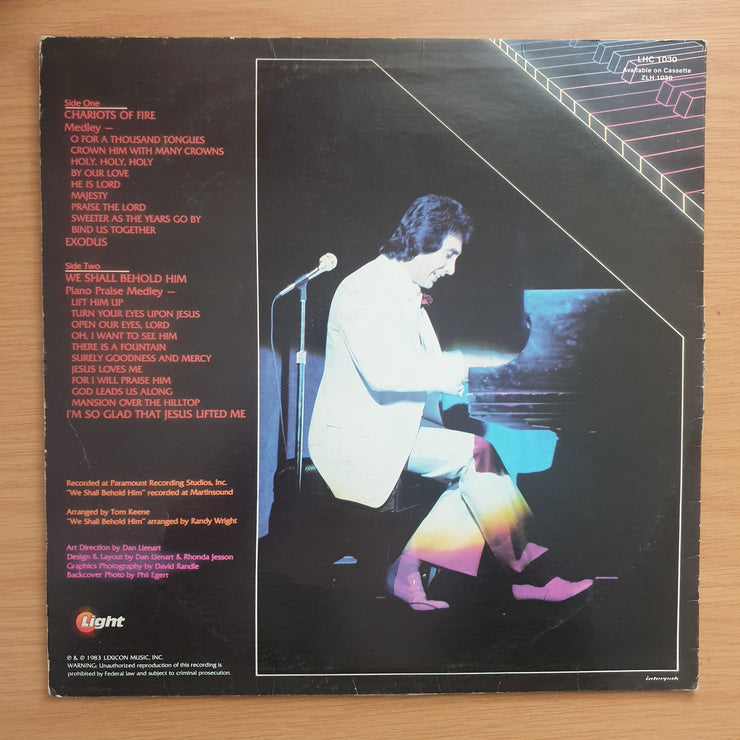 LHC 1030
Available on Cassette
ZLH 1030
Side One
CHARIOTS OF FIRE
Medley —
O FOR A THOUSAND TONGUES
CROWN HIM WITH MANY CROWNS
HOLY, HOLY, HOLY
BY OUR LOVE
HE IS LORD
MAJESTY
PRAISE THE LORD
SWEETER AS THE YEARS GO BY
BIND US TOGETHER
EXODUS
Side Two
WE SHALL BEHOLD HIM
Piano Praise Medley —
LIFT HIM UP
TURN YOUR EYES UPON JESUS
OPEN OUR EYES, LORD
OH, I WANT TO SEE HIM
THERE IS A FOUNTAIN
SURELY GOODNESS AND MERCY
JESUS LOVES ME
FOR I WILL PRAISE HIM
GOD LEADS US ALONG
MANSION OVER THE HILLTOP
I'M SO GLAD THAT JESUS LIFTED ME
Recorded at Paramount Recording Studios, Inc.
"We Shall Behold Him" recorded at Martinsound
Arranged by Tom Keene
"We Shall Behold Him" arranged by Randy Wright
Art Direction by Dan Lienart
Design & Layout by Dan Lienart & Rhonda Jesson
Graphics Photography by David Randle
Backcover Photo by Phil Egert
Light
℗ & © 1983 LEXICON MUSIC, INC.
WARNING: Unauthorized reproduction of this recording is
prohibited by Federal law and subject to criminal prosecution.